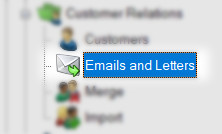 Customer Relations
Customers
Emails and Letters
Merge
Import